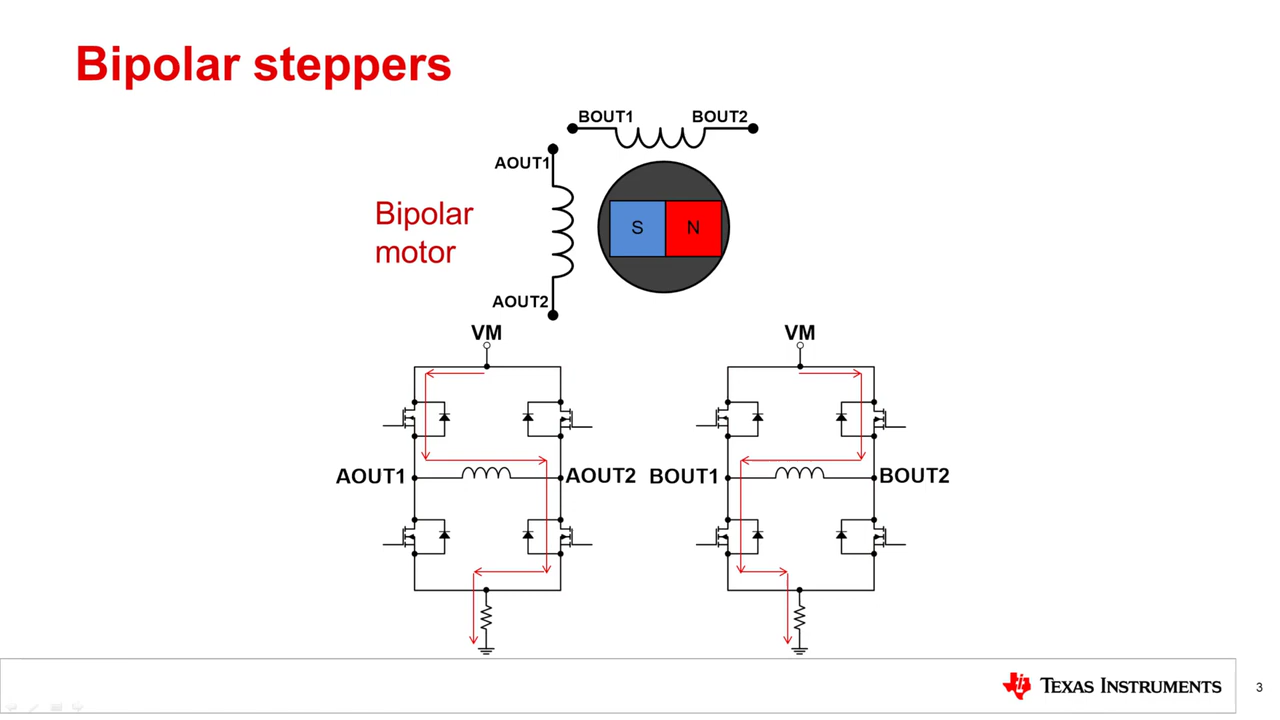 Bipolar steppers
BOUT1 BOUT2
AOUT1
Bipolar
motor
S N
AOUT2
VM VM
AOUT1 AOUT2 BOUT1 BOUT2
TEXAS INSTRUMENTS
3